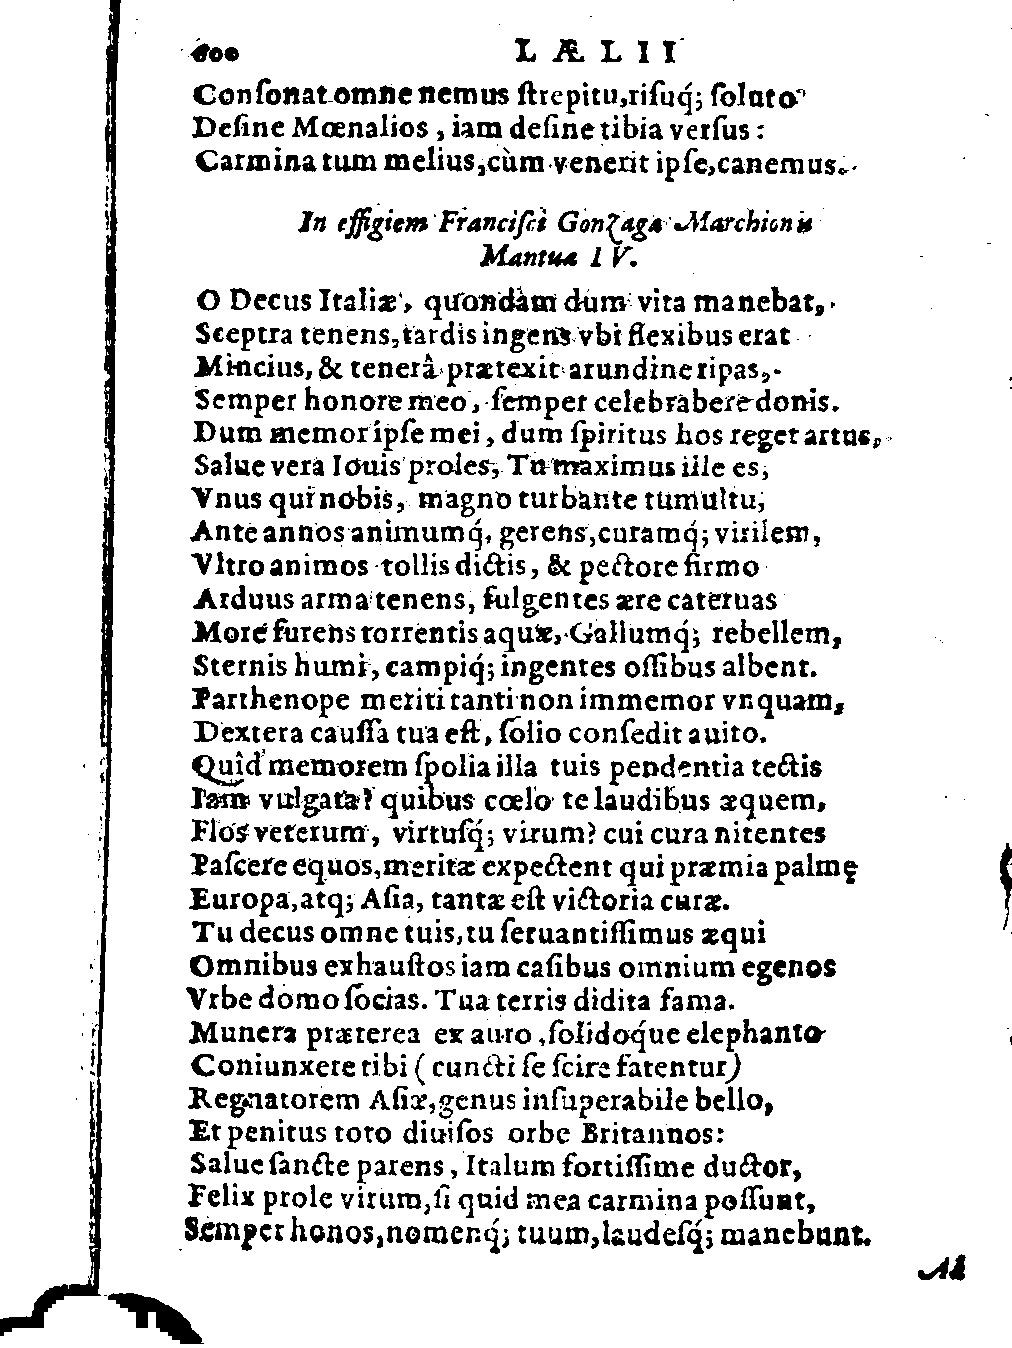 600 LÆLII
Conſonat omne nemus ſtrepitu, riſuq́; ſoluto
Deſine Mœnalios, iam deſine tibia verſus:
Carmina tum melius, cùm venerit ipſe, canemus.
In effigiem Franciſci Gonzaga Marchionis
Mantua IV.
O Decus Italiæ, quondam dum vita manebat,
Sceptra tenens, tardis ingens vbi flexibus erat
Mincius, & tenerâ prætexit arundine ripas,
Semper honore meo, ſemper celebrabere donis.
Dum memor ipſe mei, dum ſpiritus hos reget artus,
Salue vera Iouis proles, Tu maximus ille es,
Vnus qui nobis, magno turbante tumultu,
Ante annos animumq́, gerens, curamq́; virilem,
Vltro animos tollis dictis, & pectore firmo
Arduus arma tenens, fulgentes ære cateruas
More furens torrentis aquæ, Gallumq́; rebellem,
Sternis humi, campiq́; ingentes oſſibus albent.
Parthenope meriti tanti non immemor vnquam,
Dextera cauſſa tua eſt, ſolio conſedit auito.
Quid memorem ſpolia illa tuis pendentia tectis
Iam vulgata? quibus cœlo te laudibus æquem,
Flos veterum, virtuſq́; virum? cui cura nitentes
Paſcere equos, meritæ expectent qui præmia palmę
Europa, atq; Aſia, tantæ eſt victoria curæ.
Tu decus omne tuis, tu ſeruantiſſimus æqui
Omnibus exhauſtos iam caſibus omnium egenos
Vrbe domo ſocias. Tua terris didita fama.
Munera præterea ex auro, ſolidoque elephanto
Coniunxere tibi (cuncti ſe ſcire fatentur)
Regnatorem Aſiæ, genus inſuperabile bello,
Et penitus toto diuiſos orbe Britannos:
Salue ſancte parens, Italum fortiſſime ductor,
Felix prole virum, ſi quid mea carmina poſſunt,
Semper honos, nomenq́; tuum, laudeſq́; manebunt.
Ad